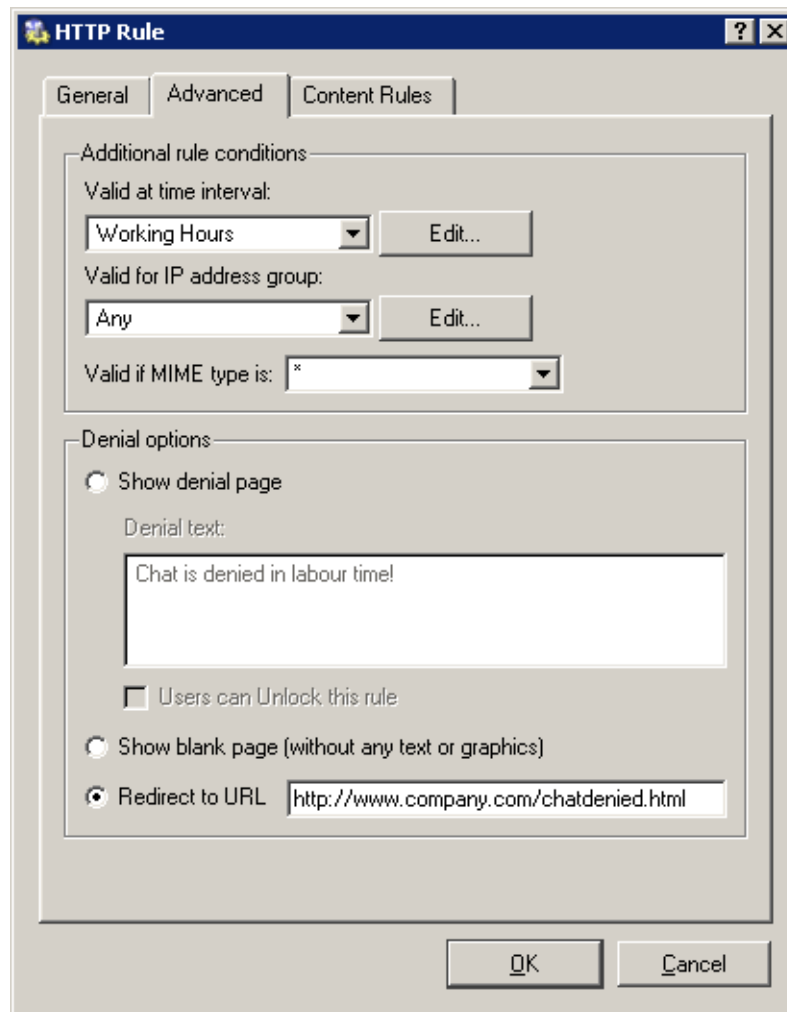 HTTP Rule
General Advanced Content Rules
Additional rule conditions
Valid at time interval:
Working Hours Edit...
Valid for IP address group:
Any Edit...
Valid if MIME type is: *
Denial options
Show denial page
Denial text:
Chat is denied in labour time!
Users can Unlock this rule
Show blank page (without any text or graphics)
Redirect to URL http://www.company.com/chatdenied.html
OK Cancel